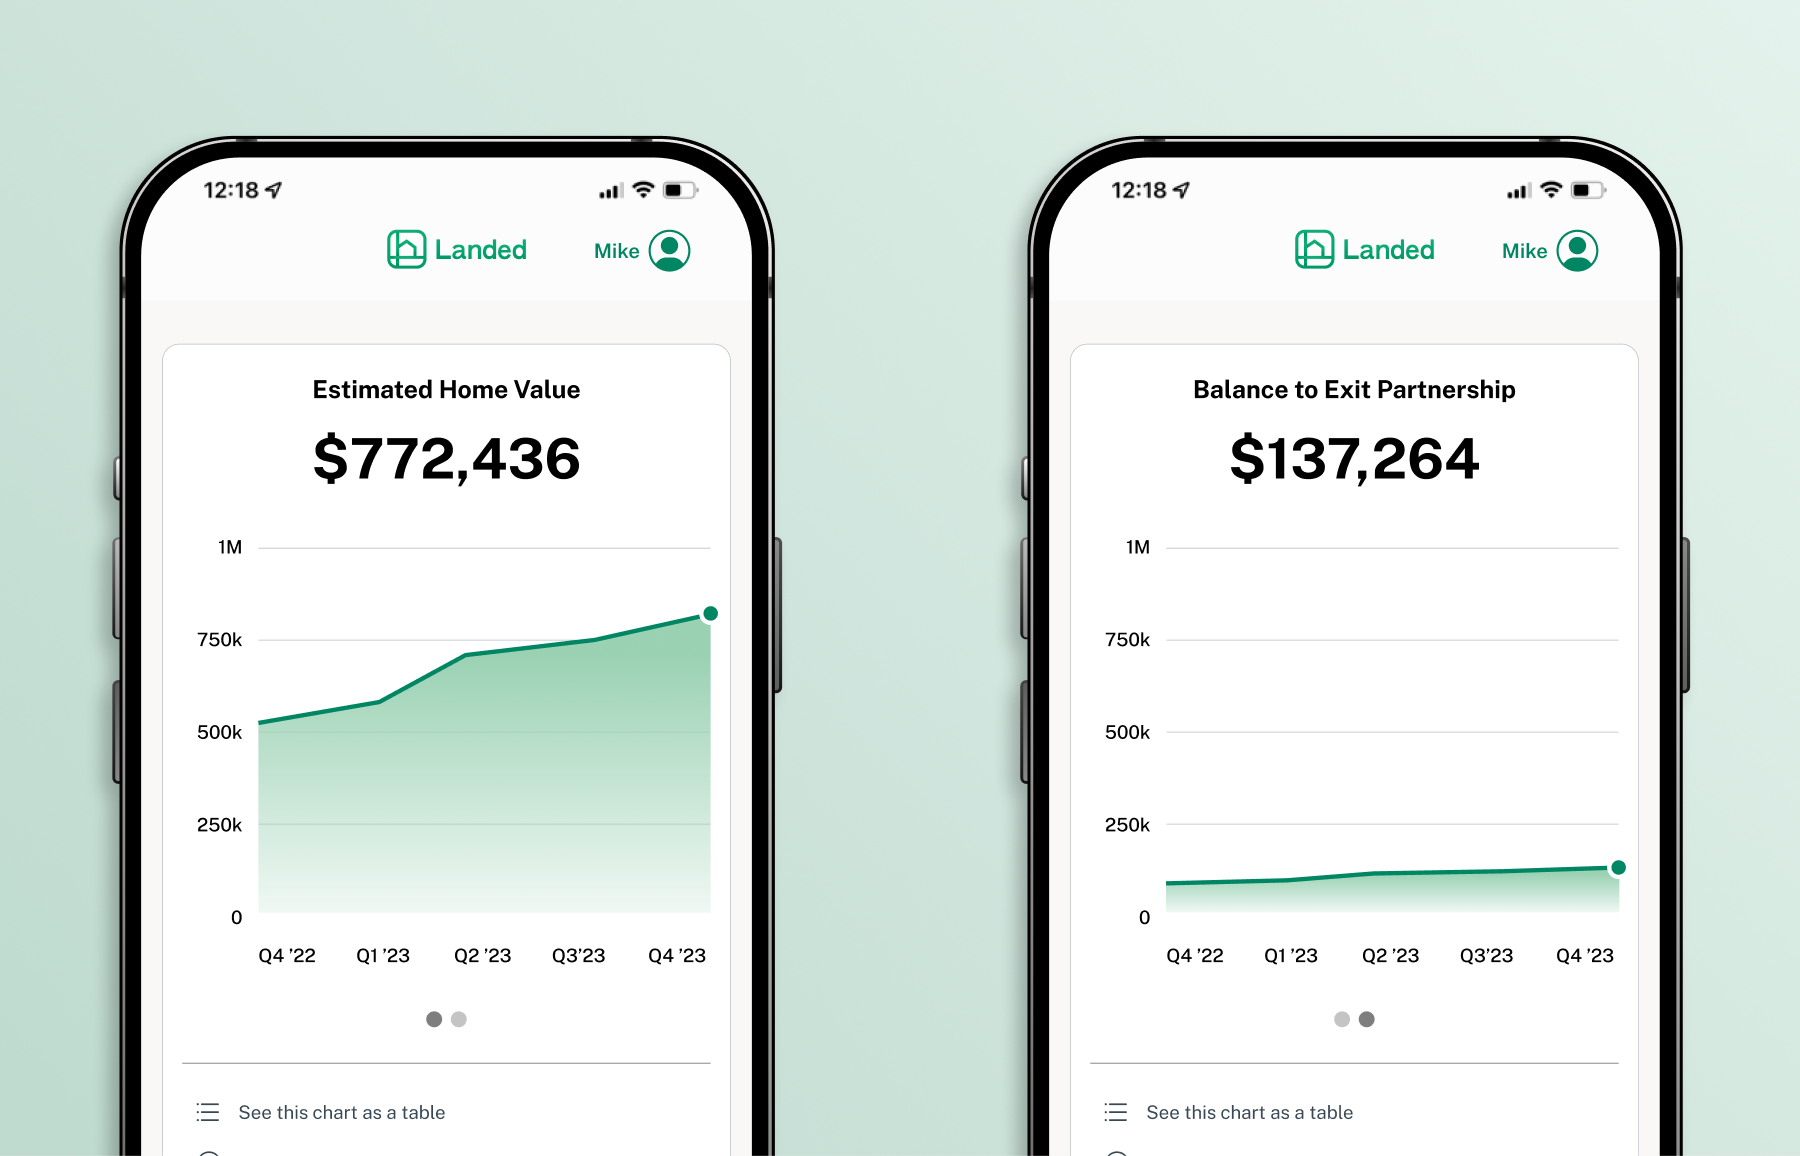 12:18
Landed
Mike
Estimated Home Value
$772,436
1M
750k
500k
250k
0
Q4 ’22 Q1 ’23 Q2 ’23 Q3’23 Q4 ’23
See this chart as a table
12:18
Landed
Mike
Balance to Exit Partnership
$137,264
1M
750k
500k
250k
0
Q4 ’22 Q1 ’23 Q2 ’23 Q3’23 Q4 ’23
See this chart as a table